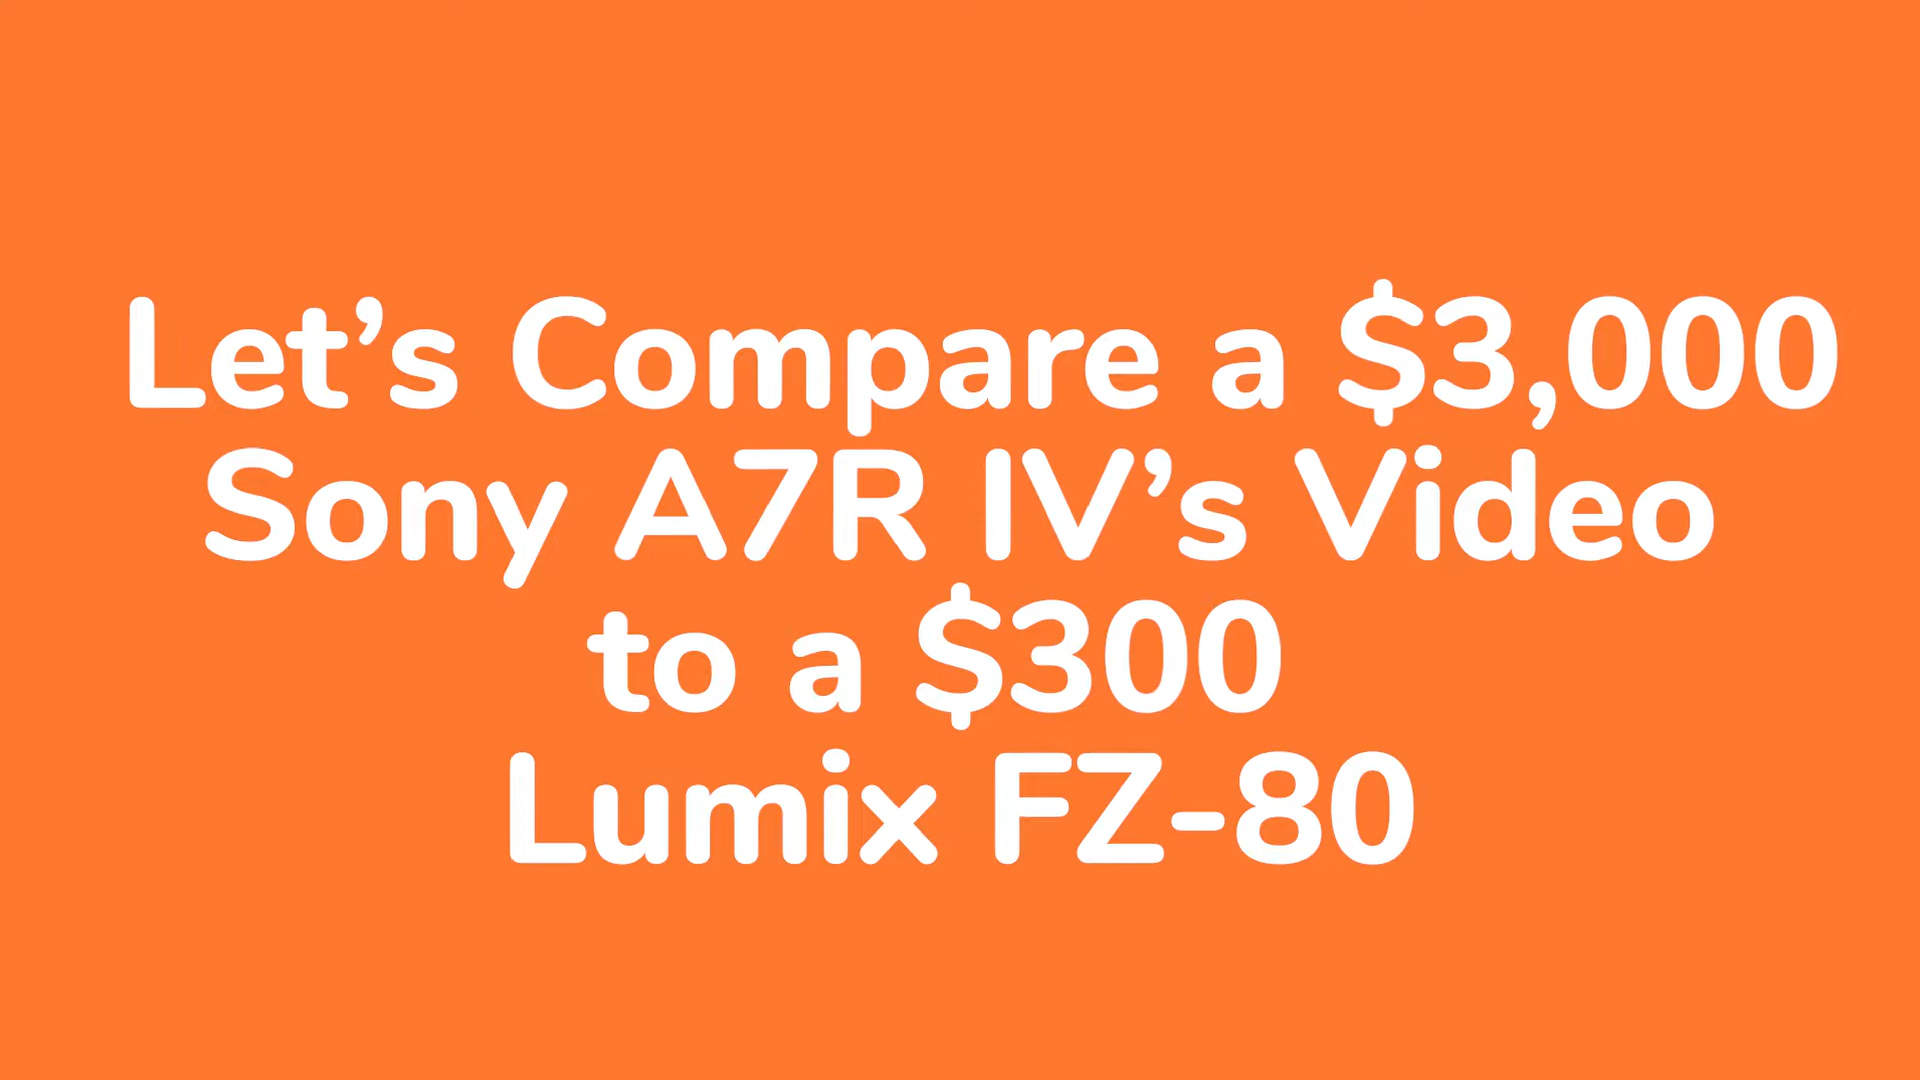 Let’s Compare a $3,000
Sony A7R IV’s Video
to a $300
Lumix FZ-80